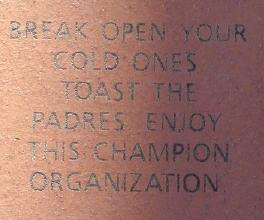 BREAK OPEN YOUR
COLD ONES
TOAST THE
PADRES. ENJOY
THIS CHAMPION
ORGANIZATION